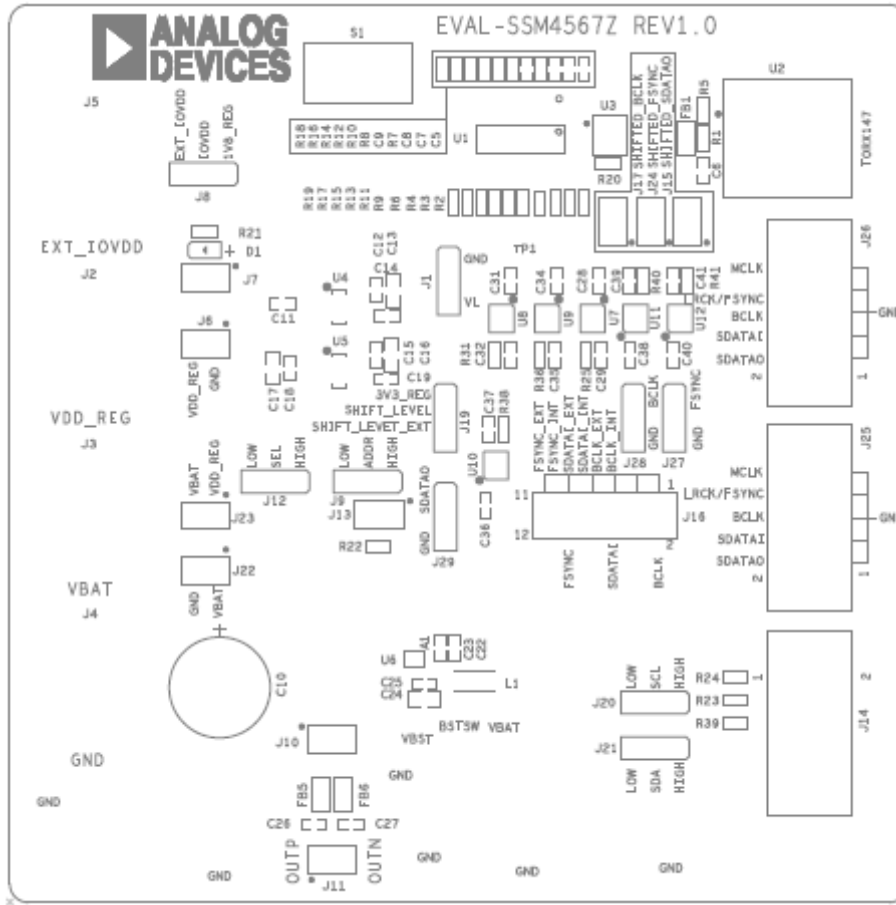 ANALOG
DEVICES
S1
EVAL-SSM4567Z REV1.0
U2
J5
EXT_IOVDD
IOVDD
1V8_REG
J8
R18
R16
R14
R12
R10
R8
C9
R7
C8
C7
C5
U1
U3
R20
J17 SHIFTED_BCLK
J24 SHIFTED_FSYNC
J15 SHIFTED_SDATAO
FB1
R5
R1
C6
TORX147
R19
R17
R15
R13
R11
R9
R6
R4
R3
R2
EXT_IOVDD
J2
R21
4
+
D1
J7
C12
C13
U4
C14
C11
J1
GND
VL
TP1
C31
C34
C28
C39
R40
C41
R41
U8
U9
U7
U11
U12
J26
MCLK
LRCK/FSYNC
BCLK
SDATAI
SDATAO
GND
2
1
J6
VDD_REG
GND
U5
C15
C16
C19
C17
C18
R31
C32
R36
C35
R25
C29
C38
C40
VDD_REG
J3
3V3_REG
SHIFT_LEVEL
SHIFT_LEVET_EXT
J19
C37
R38
U10
C36
FSYNC_EXT
FSYNC_INT
SDATAI_EXT
SDATAI_INT
BCLK_EXT
BCLK_INT
BCLK
GND
J28
FSYNC
GND
J27
J25
MCLK
LRCK/FSYNC
BCLK
SDATAI
SDATAO
GND
2
1
VBAT
VDD_REG
J23
LOW
SEL
HIGH
J12
LOW
ADDR
HIGH
J9
J13
R22
SDATAO
GND
J29
11
1
12
2
J16
FSYNC
SDATAI
BCLK
J22
GND
VBAT
VBAT
J4
+
C10
U6
A1
C23
C22
C25
C24
L1
VBST
BSTSW
VBAT
LOW
SCL
HIGH
J20
R24
R23
R39
J21
LOW
SDA
HIGH
1
2
J14
GND
J10
GND
GND
FB5
FB6
C26
C27
OUTP
OUTN
J11
GND
GND
GND
GND